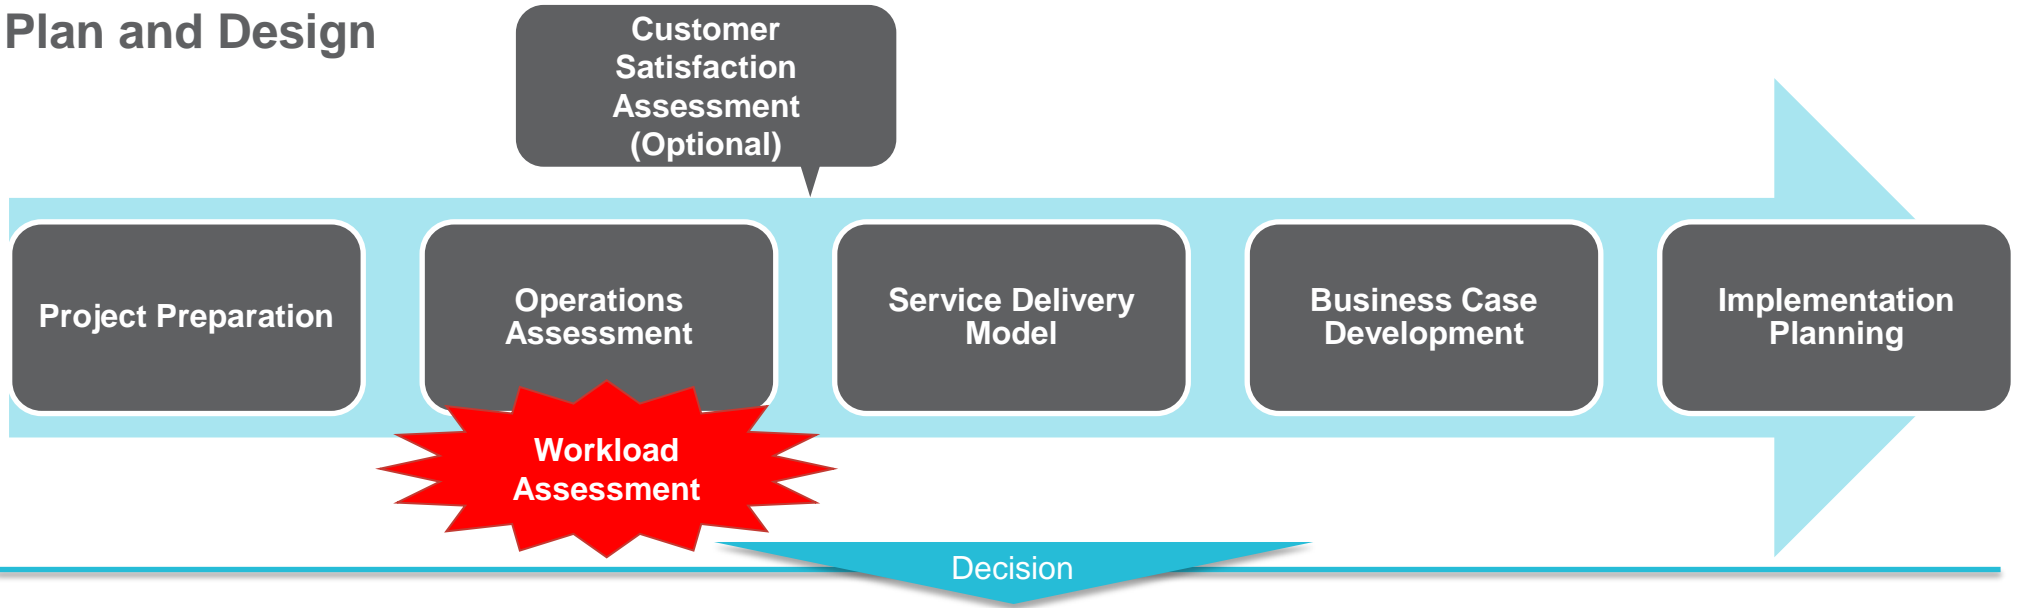 Plan and Design
Customer
Satisfaction
Assessment
(Optional)
Project Preparation
Operations
Assessment
Service Delivery
Model
Business Case
Development
Implementation
Planning
Workload
Assessment
Decision